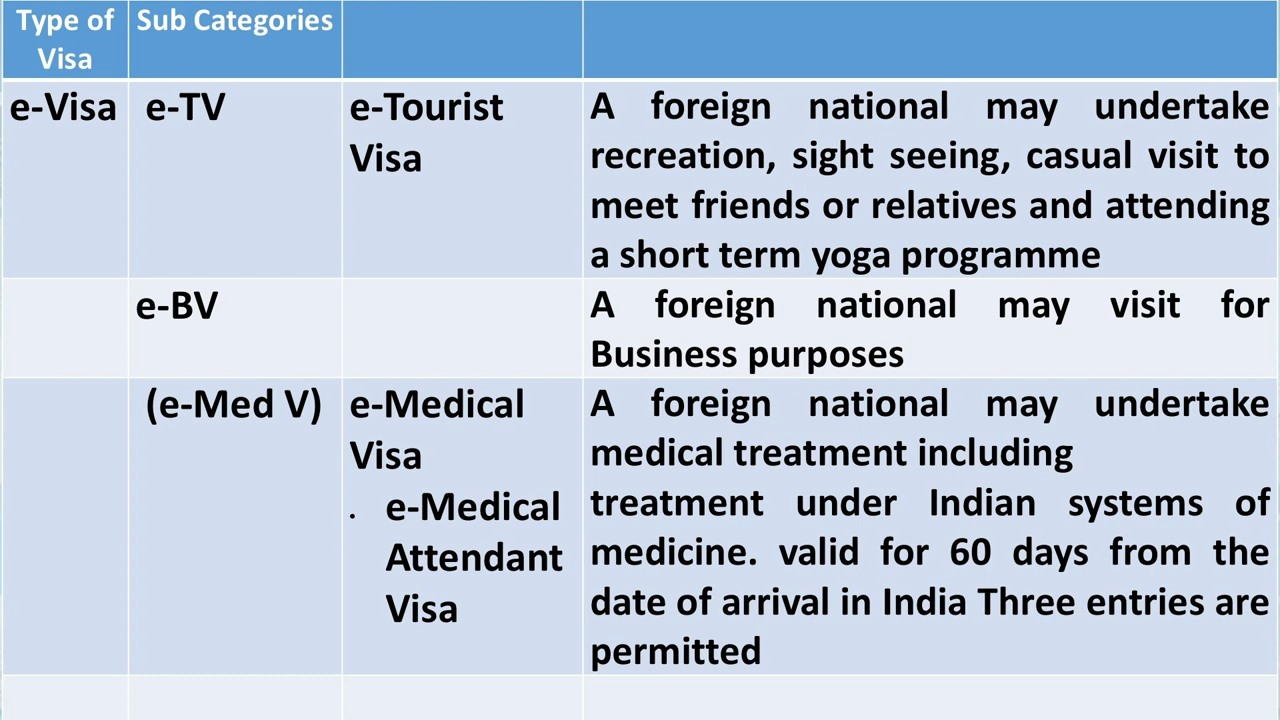 Type of Visa
Sub Categories
e-Visa
e-TV
e-Tourist Visa
A foreign national may undertake
recreation, sight seeing, casual visit to
meet friends or relatives and attending
a short term yoga programme
e-BV
A foreign national may visit for
Business purposes
(e-Med V)
e-Medical
Visa
. e-Medical
Attendant
Visa
A foreign national may undertake
medical treatment including
treatment under Indian systems of
medicine. valid for 60 days from the
date of arrival in India Three entries are
permitted